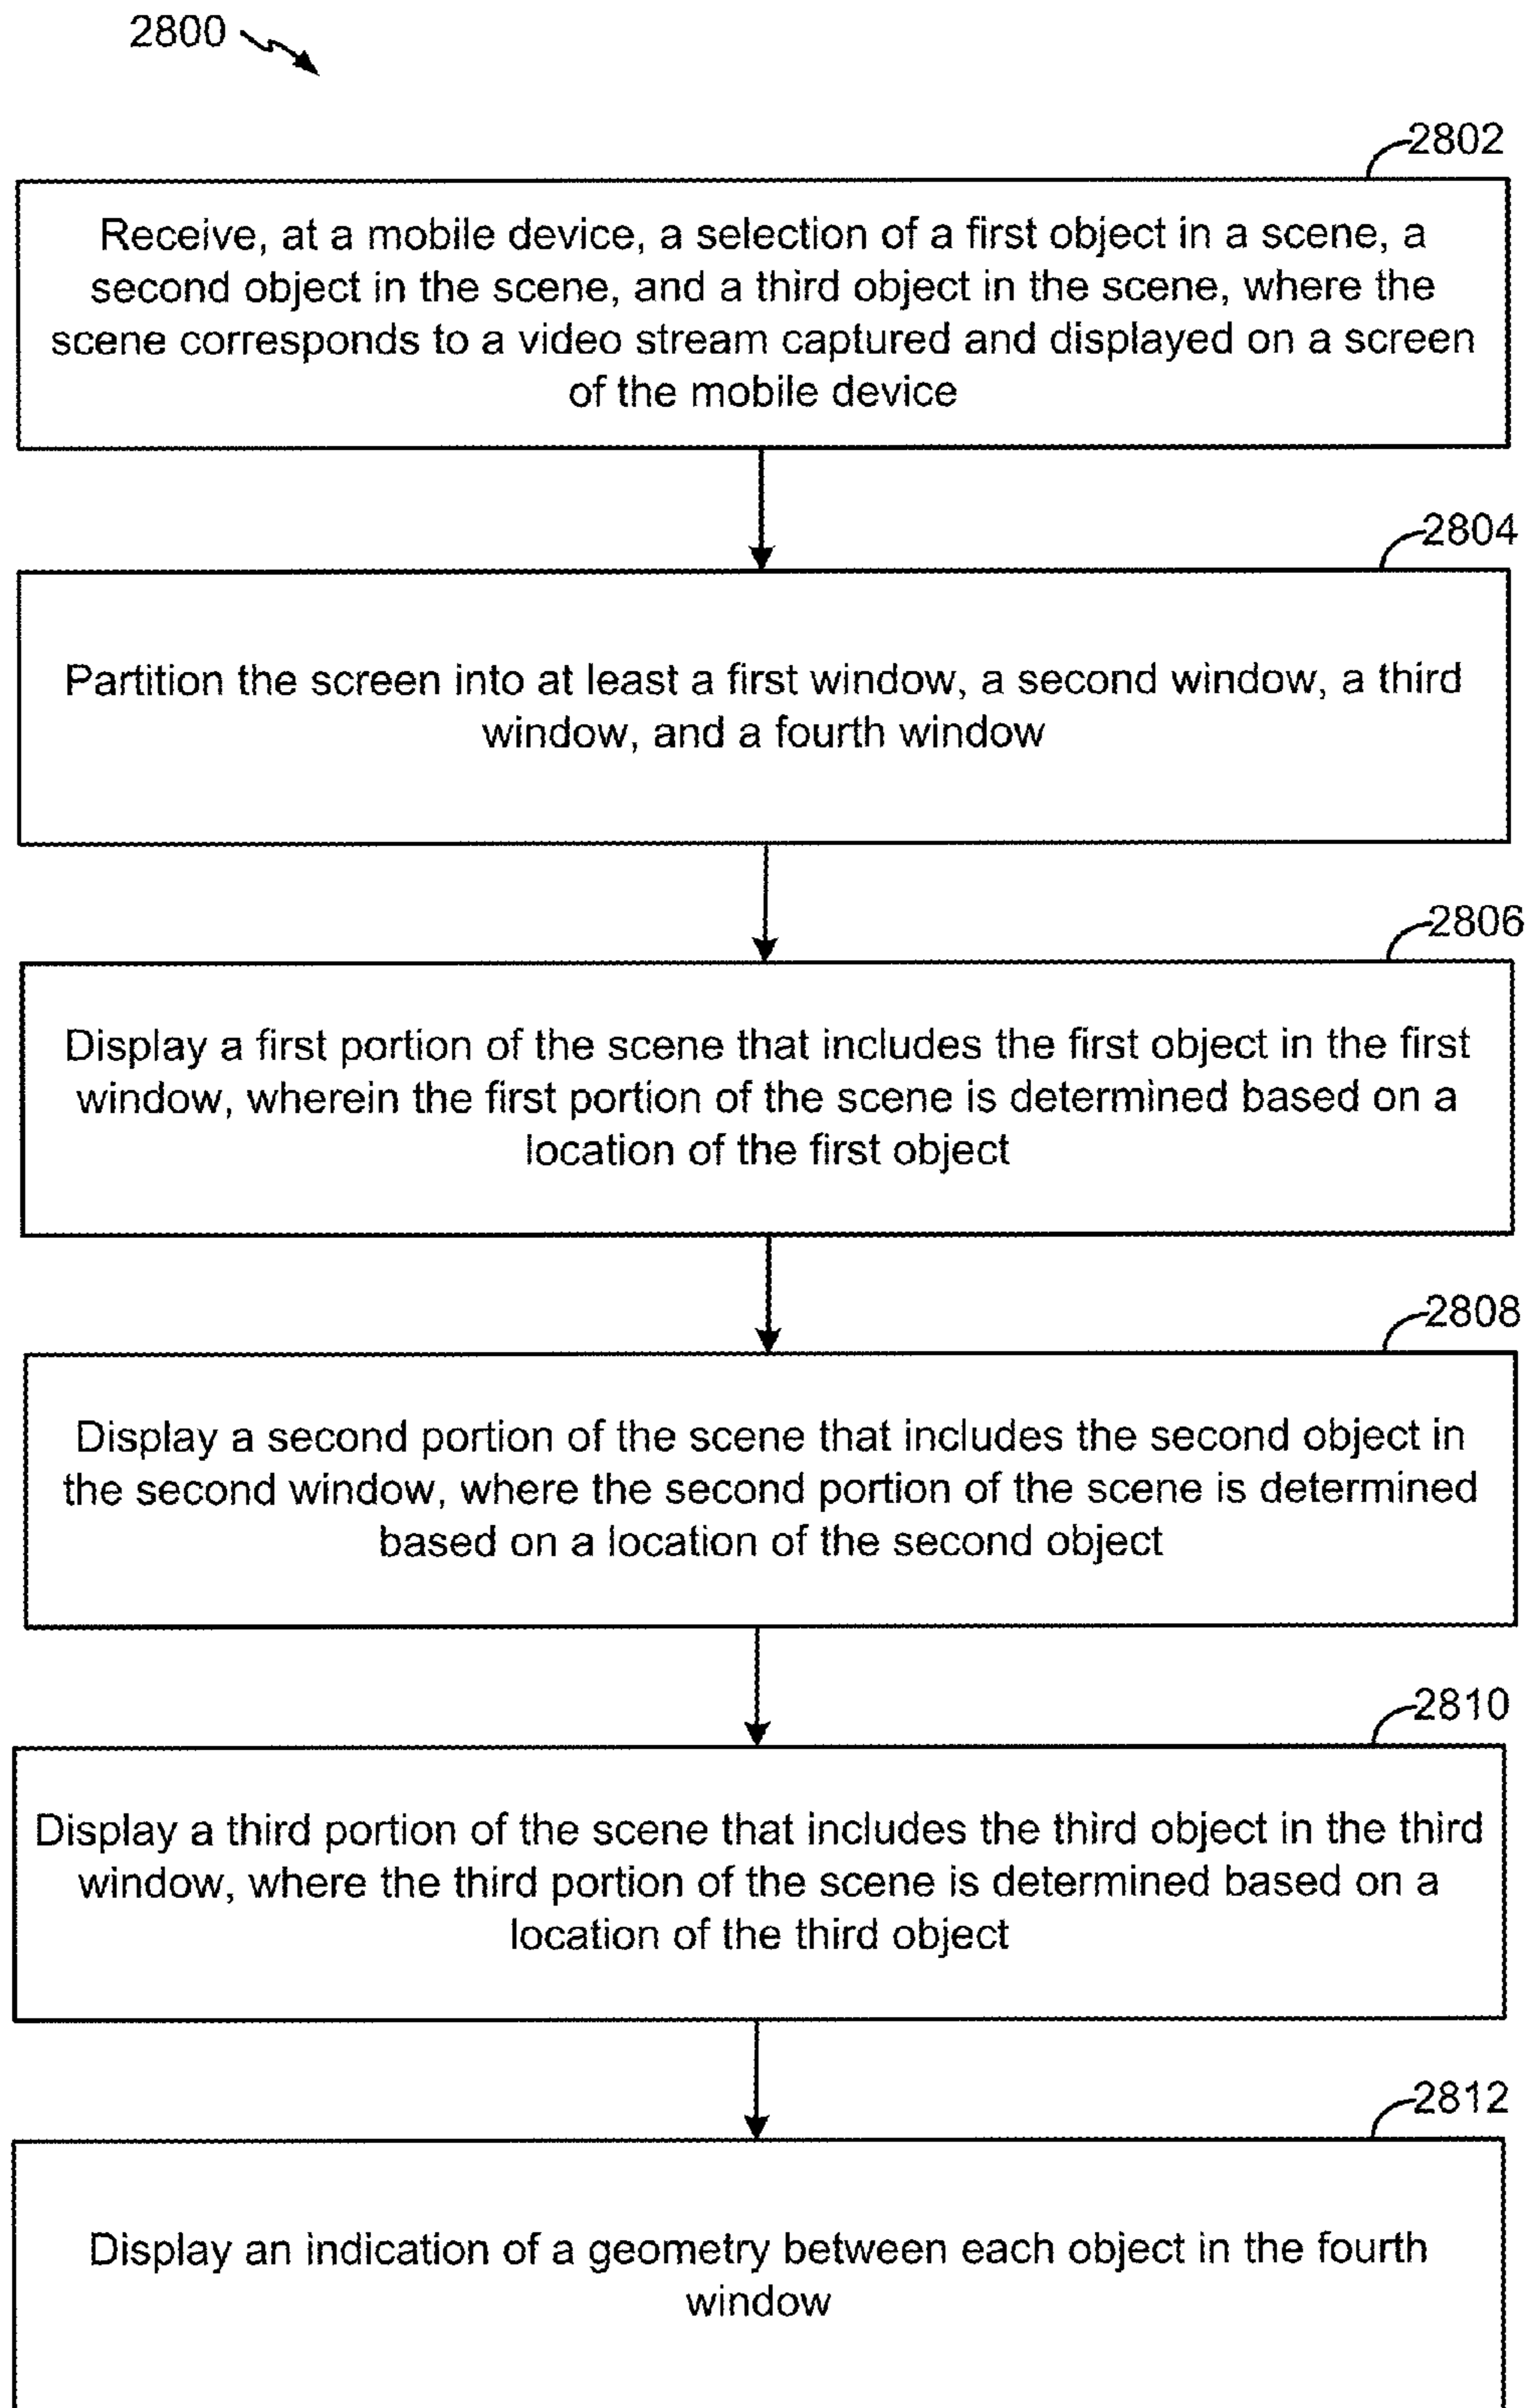 2800
2802
Receive, at a mobile device, a selection of a first object in a scene, a
second object in the scene, and a third object in the scene, where the
scene corresponds to a video stream captured and displayed on a screen
of the mobile device
2804
Partition the screen into at least a first window, a second window, a third
window, and a fourth window
2806
Display a first portion of the scene that includes the first object in the first
window, wherein the first portion of the scene is determined based on a
location of the first object
2808
Display a second portion of the scene that includes the second object in
the second window, where the second portion of the scene is determined
based on a location of the second object
2810
Display a third portion of the scene that includes the third object in the third
window, where the third portion of the scene is determined based on a
location of the third object
2812
Display an indication of a geometry between each object in the fourth
window